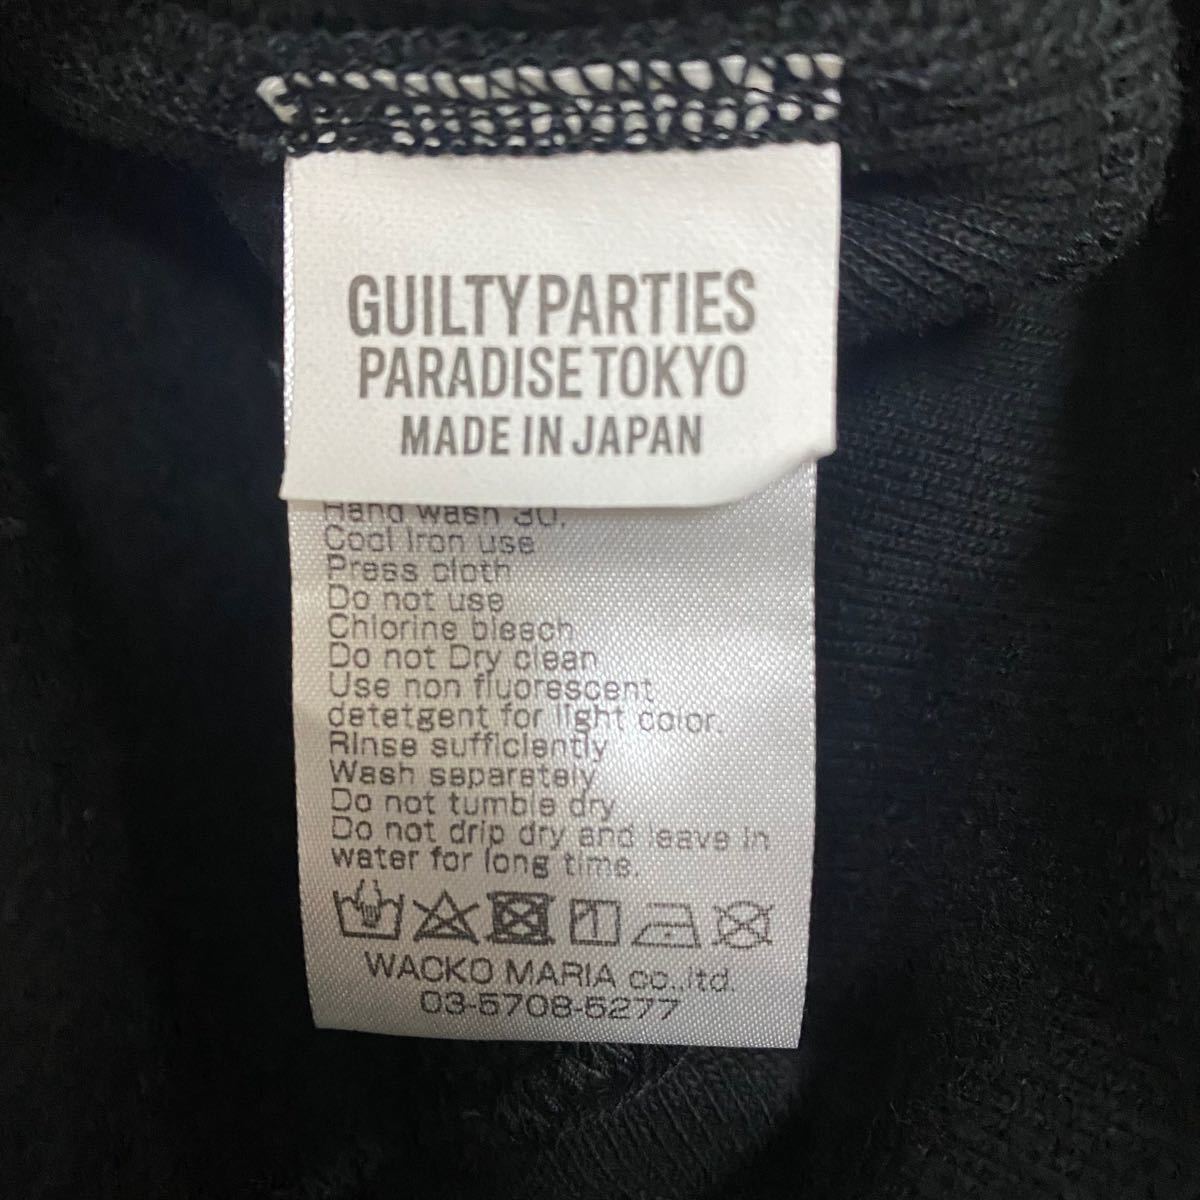 GUILTY PARTIES
PARADISE TOKYO
MADE IN JAPAN
Hand wash 30.
Cool Iron use
Press cloth
Do not use
Chlorine bleach
Do not Dry clean
Use non fluorescent
detetgent for light color.
Rinse sufficiently
Wash separately
Do not tumble dry
Do not drip dry and leave in
water for long time.
WACKO MARIA co.,ltd.
03-5708-5277